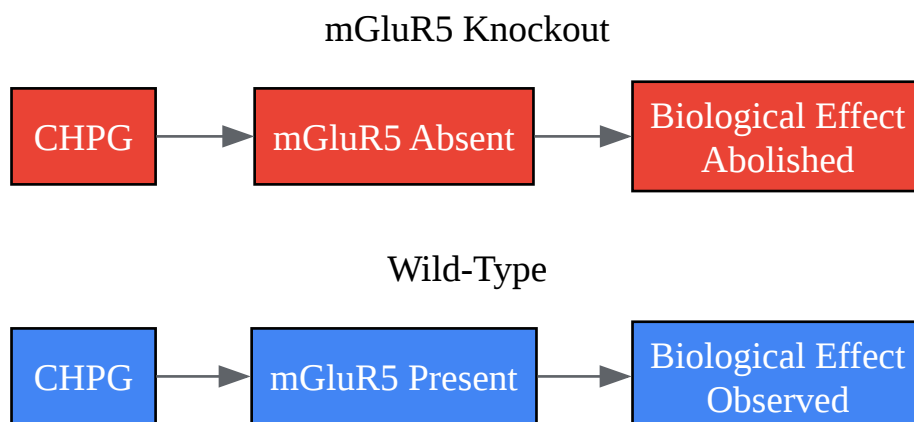 mGluR5 Knockout
CHPG
mGluR5 Absent
Biological Effect
Abolished
Wild-Type
CHPG
mGluR5 Present
Biological Effect
Observed